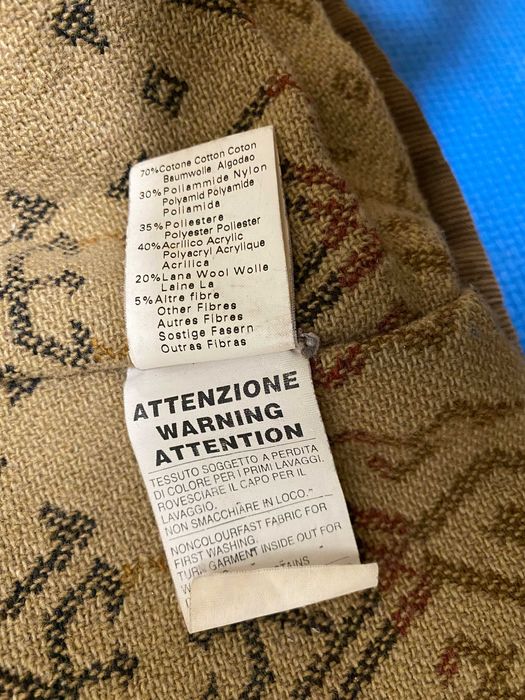 70%Cotone Cotton Coton
Baumwolle Algodao
30%Poliammide Nylon
Polyamid Polyamide
Poliamida
35%Poliestere
Polyester Poliester
40%Acrilico Acrylic
Polyacryl Acrylique
Acrilica
20%Lana Wool Wolle
Laine La
5%Altre fibre
Other Fibres
Autres Fibres
Sostige Fasern
Outras Fibras
ATTENZIONE
WARNING
ATTENTION
TESSUTO SOGGETTO A PERDITA
DI COLORE PER I PRIMI LAVAGGI.
ROVESCIARE IL CAPO PER IL
LAVAGGIO.
NON SMACCHIARE IN LOCO."
NONCOLOURFAST FABRIC FOR
FIRST WASHING.
TURN GARMENT INSIDE OUT FOR